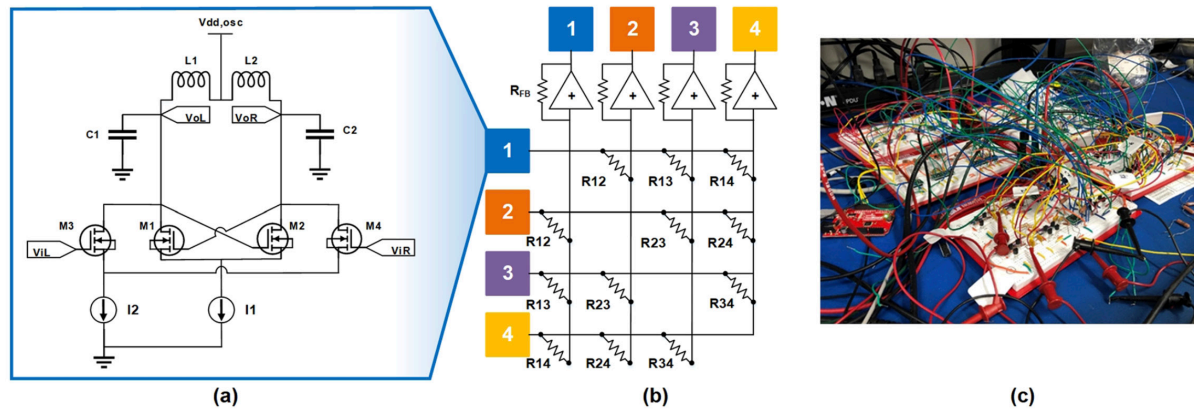 Vdd,osc
L1
L2
VoL
VoR
C1
C2
M3
M1
M2
M4
ViL
ViR
I2
I1
(a)
1
2
3
4
RFB
+
+
+
+
1
R12
R13
R14
2
R12
R23
R24
3
R13
R23
R34
4
R14
R24
R34
(b)
PDU
(c)